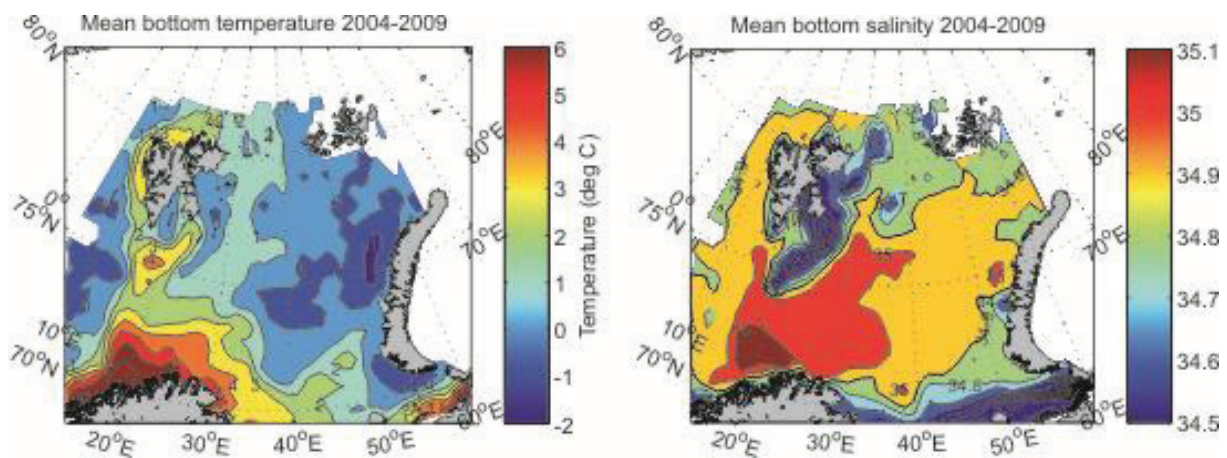 Mean bottom temperature 2004-2009
80°N
75°N
70°N
0°
10°E
20°E
30°E
40°E
50°E
60°E
70°E
80°E
6
5
4
3
2
1
0
-1
-2
Temperature (deg C)
Mean bottom salinity 2004-2009
80°N
75°N
70°N
0°
10°E
20°E
30°E
40°E
50°E
60°E
70°E
80°E
35
34.8
35.1
35
34.9
34.8
34.7
34.6
34.5